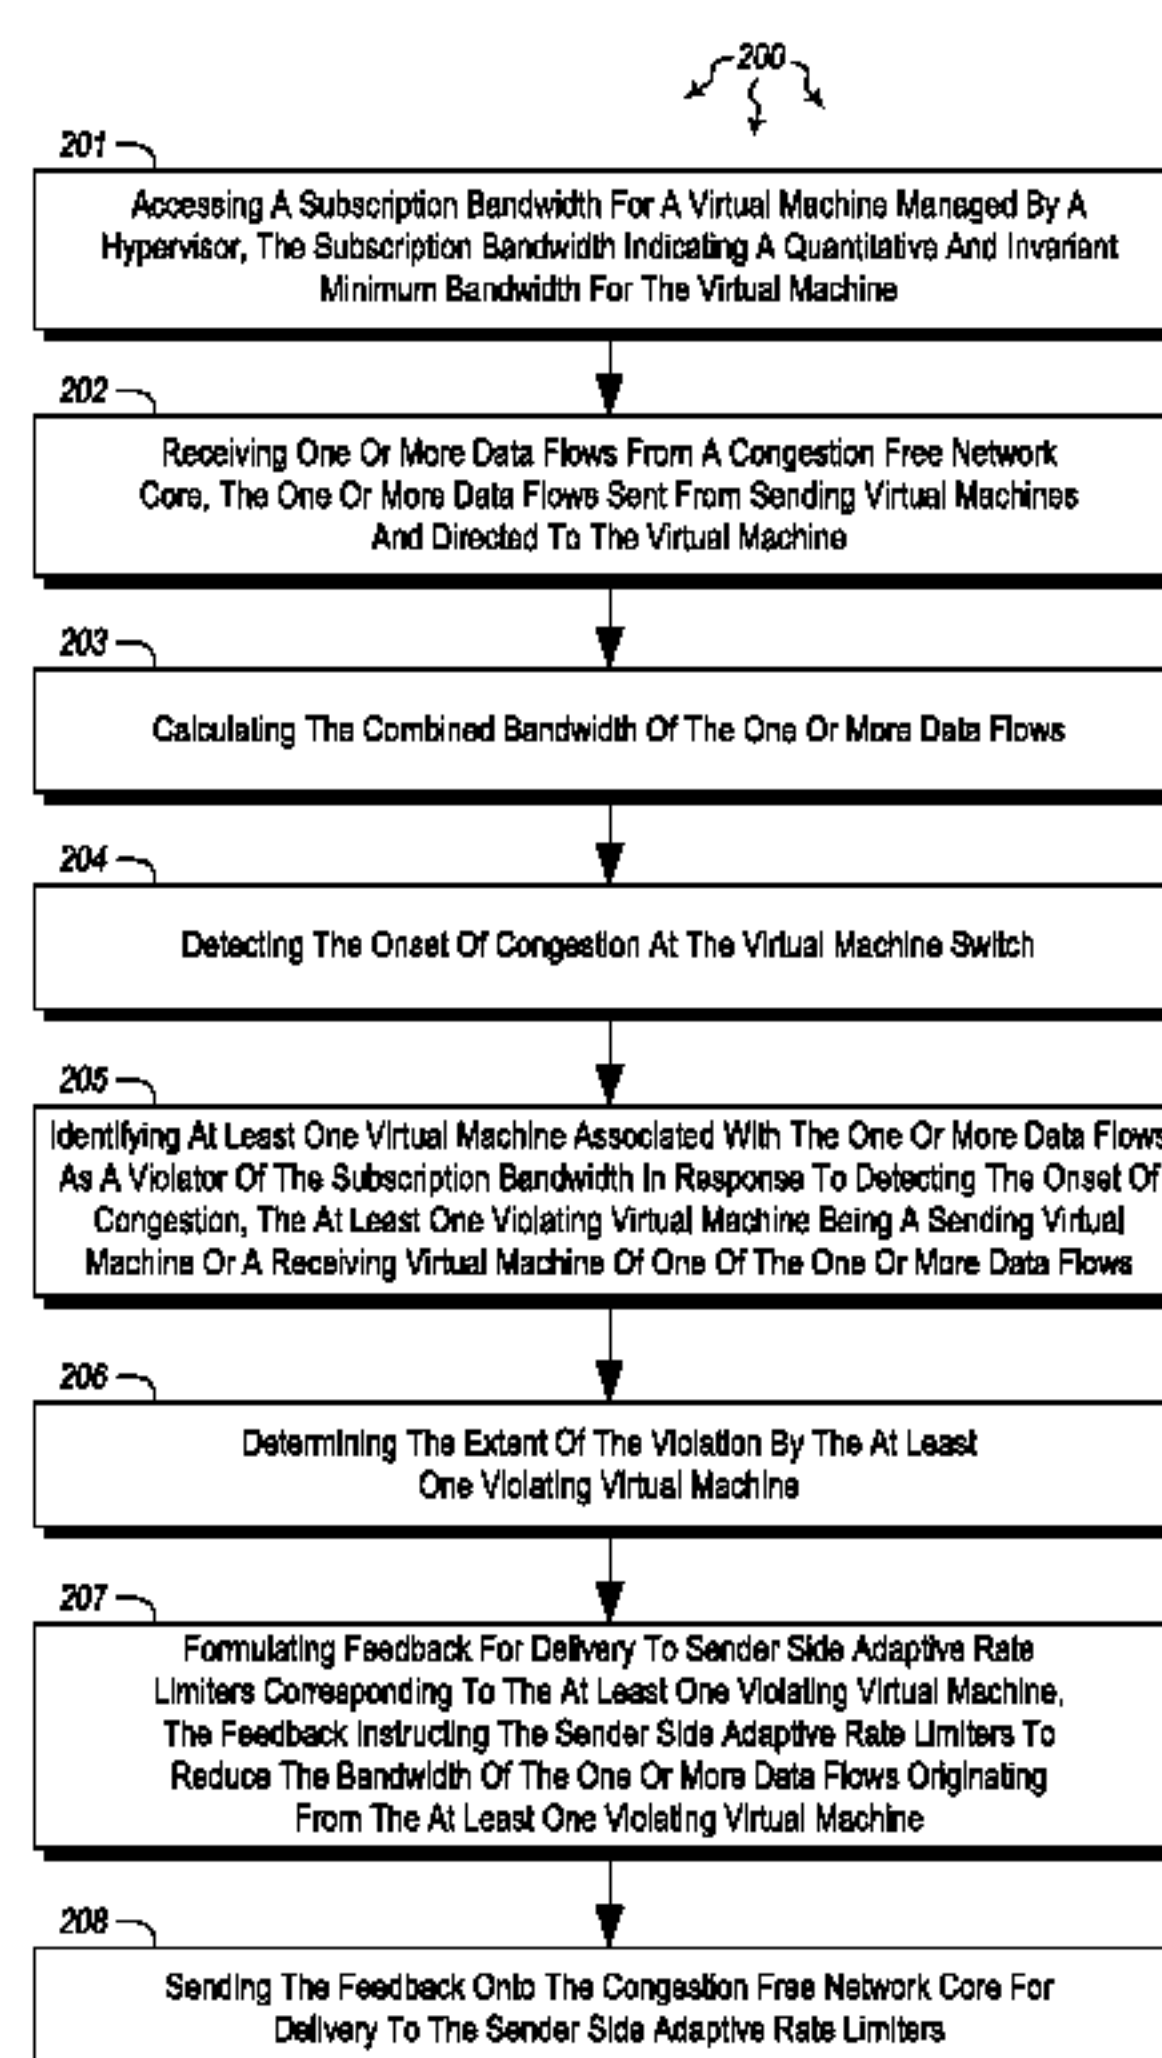 200
201
Accessing A Subscription Bandwidth For A Virtual Machine Managed By A
Hypervisor, The Subscription Bandwidth Indicating A Quantitative And Invariant
Minimum Bandwidth For The Virtual Machine
202
Receiving One Or More Data Flows From A Congestion Free Network
Core, The One Or More Data Flows Sent From Sending Virtual Machines
And Directed To The Virtual Machine
203
Calculating The Combined Bandwidth Of The One Or More Data Flows
204
Detecting The Onset Of Congestion At The Virtual Machine Switch
205
Identifying At Least One Virtual Machine Associated With The One Or More Data Flows
As A Violator Of The Subscription Bandwidth In Response To Detecting The Onset Of
Congestion, The At Least One Violating Virtual Machine Being A Sending Virtual
Machine Or A Receiving Virtual Machine Of One Of The One Or More Data Flows
206
Determining The Extent Of The Violation By The At Least
One Violating Virtual Machine
207
Formulating Feedback For Delivery To Sender Side Adaptive Rate
Limiters Corresponding To The At Least One Violating Virtual Machine,
The Feedback Instructing The Sender Side Adaptive Rate Limiters To
Reduce The Bandwidth Of The One Or More Data Flows Originating
From The At Least One Violating Virtual Machine
208
Sending The Feedback Onto The Congestion Free Network Core For
Delivery To The Sender Side Adaptive Rate Limiters